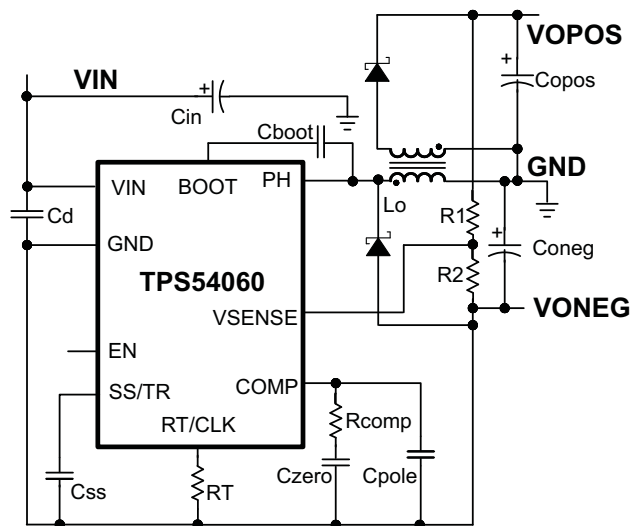 VOPOS
VIN
Copos
Cin
Cboot
GND
VIN
BOOT
PH
Cd
Lo
R1
GND
Coneg
TPS54060
R2
VSENSE
VONEG
EN
COMP
SS/TR
RT/CLK
Rcomp
Css
RT
Czero
Cpole